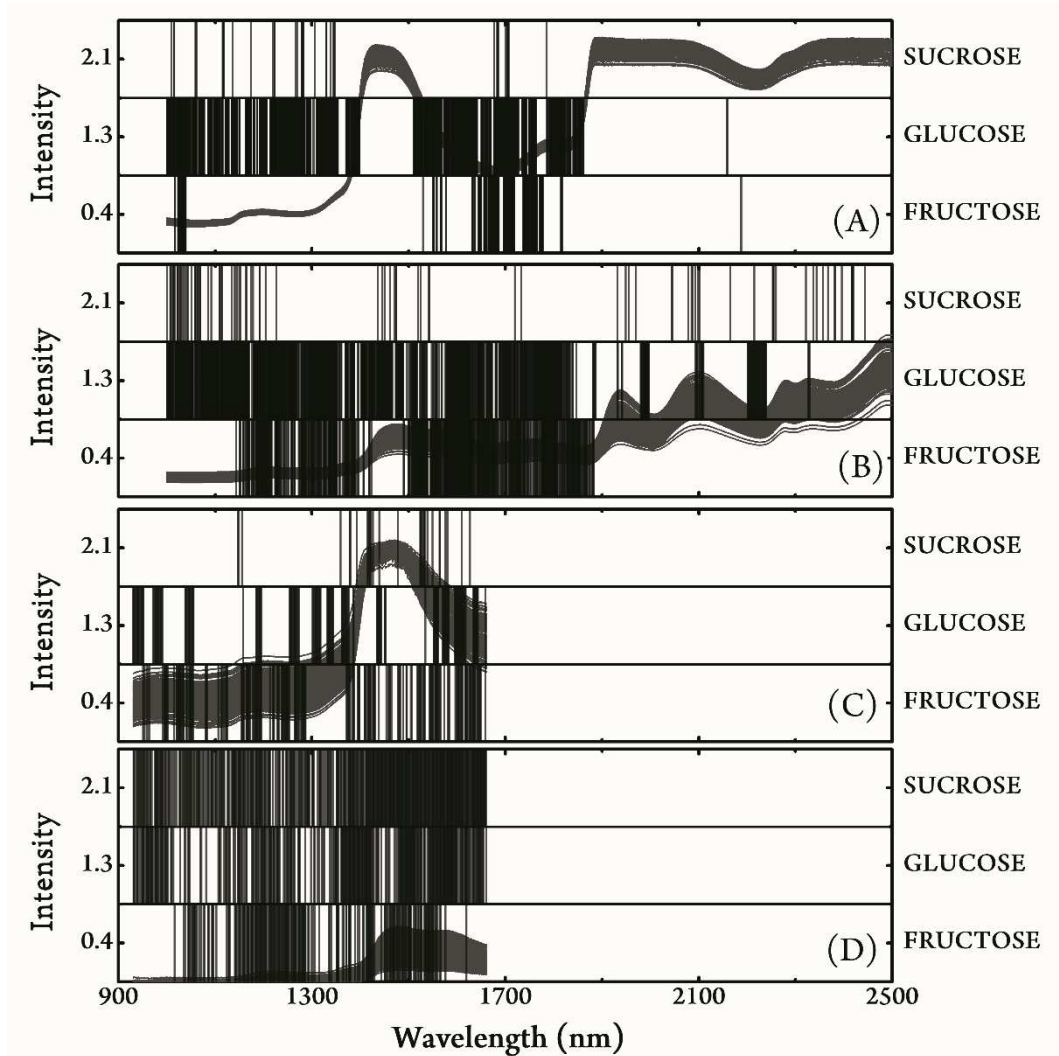 Intensity
2.1
1.3
0.4
SUCROSE
GLUCOSE
FRUCTOSE
(A)
Intensity
2.1
1.3
0.4
SUCROSE
GLUCOSE
FRUCTOSE
(B)
Intensity
2.1
1.3
0.4
SUCROSE
GLUCOSE
FRUCTOSE
(C)
Intensity
2.1
1.3
0.4
SUCROSE
GLUCOSE
FRUCTOSE
(D)
900 1300 1700 2100 2500
Wavelength (nm)